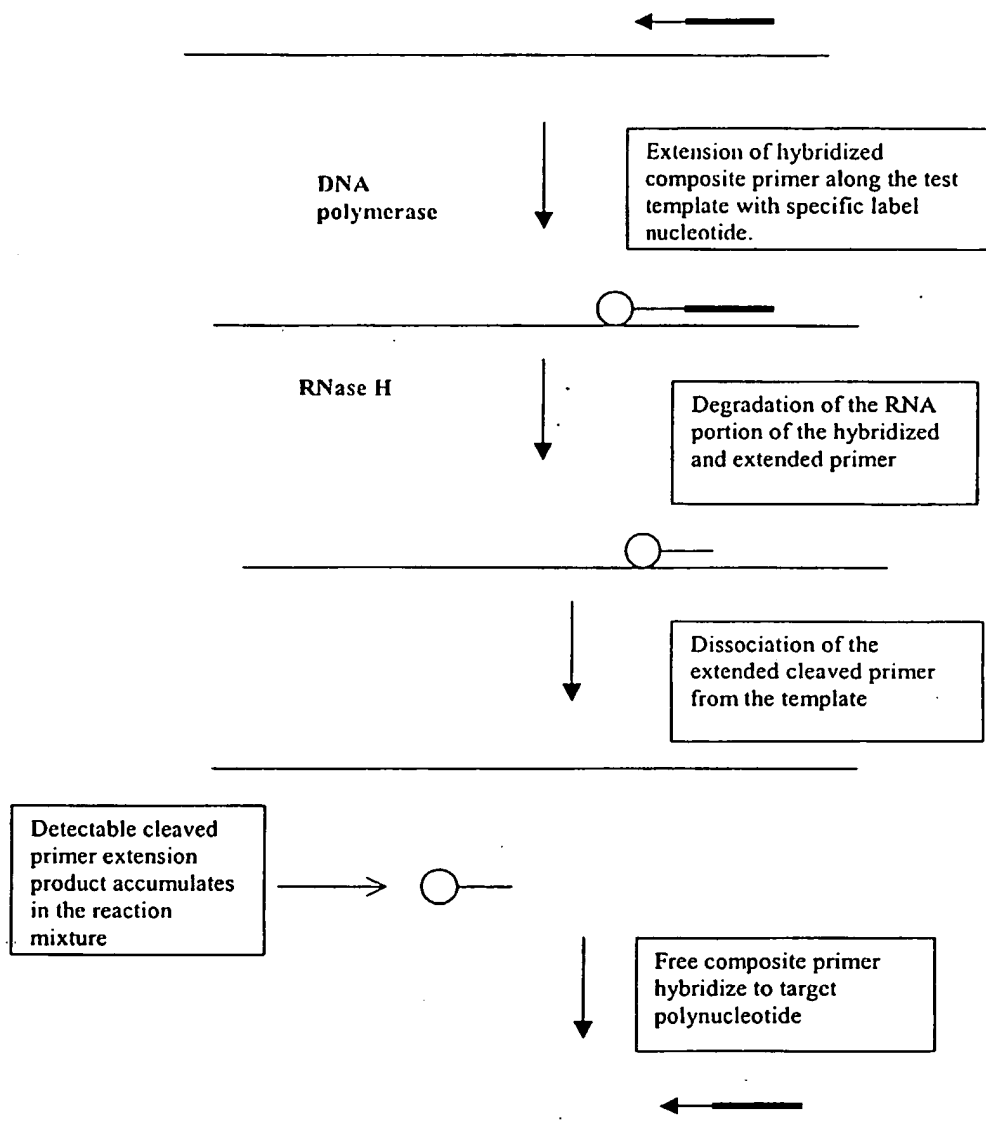 Extension of hybridized
composite primer along the test
template with specific label
nucleotide.
DNA
polymerase
RNase H
Degradation of the RNA
portion of the hybridized
and extended primer
Dissociation of the
extended cleaved primer
from the template
Detectable cleaved
primer extension
product accumulates
in the reaction
mixture
Free composite primer
hybridize to target
polynucleotide